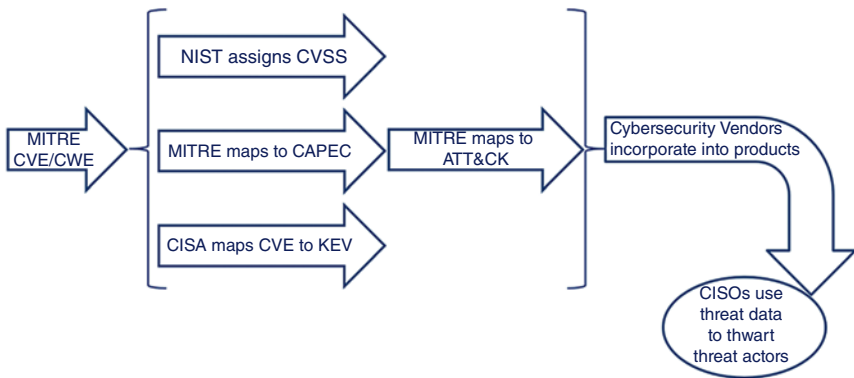 NIST assigns CVSS
MITRE
CVE/CWE
MITRE maps to CAPEC
MITRE maps to
ATT&CK
Cybersecurity Vendors
incorporate into products
CISA maps CVE to KEV
CISOs use
threat data
to thwart
threat actors